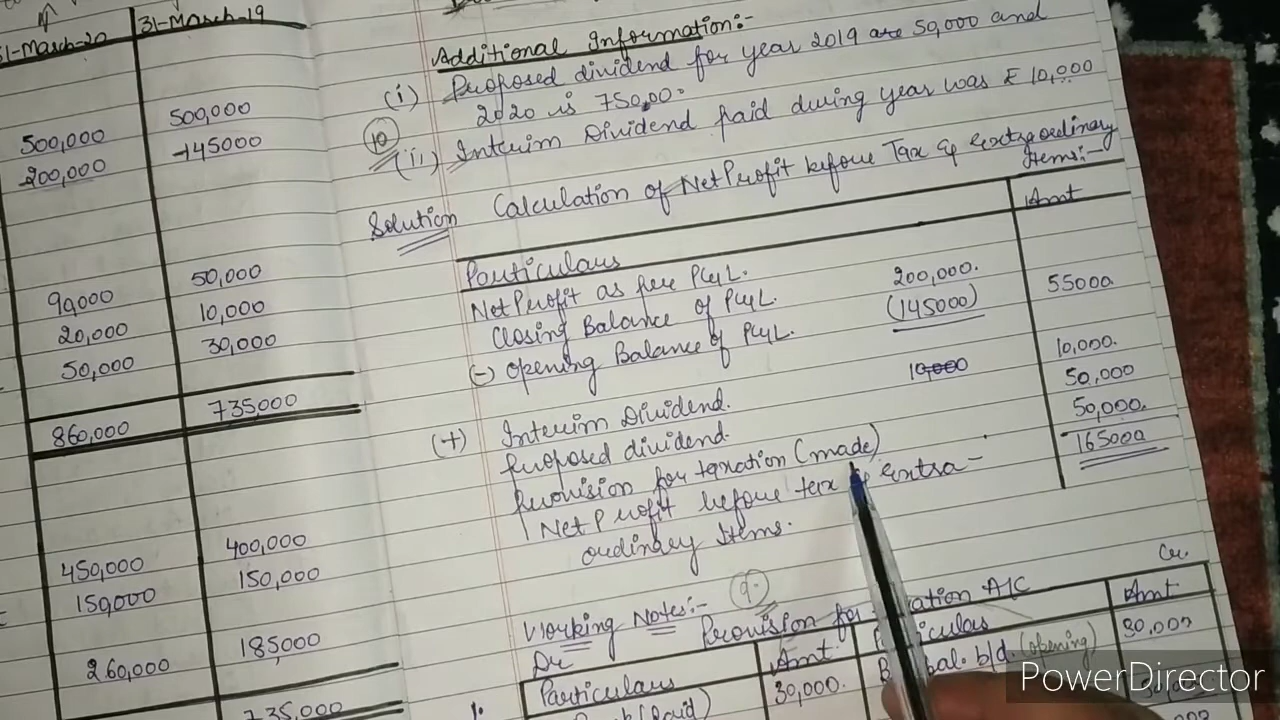 31-March-20 31-March-19
500,000 500,000
200,000 145000
90,000 50,000
20,000 10,000
50,000 30,000
860,000 735000
450,000 400,000
150,000 150,000
260,000 185000
735,000
Additional Information:-
(i) Proposed dividend for year 2019 are 50,000 and
2020 is 750,00.
10
(ii) Interim Dividend paid during year was ₹ 10,000
Solution Calculation of Net Profit before Tax & extraordinary
Items:-
Particulars Amt
Net Profit as per P&L.
Closing Balance of P&L. 200,000.
(-) Opening Balance of P&L. (145000) 55000
(+) Interim Dividend. 10,000 10,000.
Proposed dividend. 50,000
Provision for taxation (made) 50,000.
Net Profit before tax & extra- 165000
ordinary Items.
Working Notes:- 9.
Provision for A/C
Dr Cr.
Particulars Amt Amt
30,000. bal. b/d. (opening) 30,000
(Paid)
PowerDirector